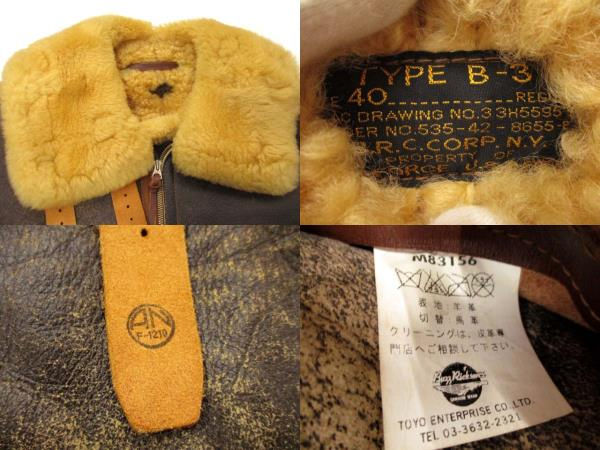 TYPE B-3
40 REG
DRAWING NO.33H5595
NO.535-42-8655-
R.C.CORP. N.Y.
PROPERTY OF
AN
F-1210
M83156
表地:羊革
切替:馬革
クリーニングは、皮革専
門店へご相談して下さい。
Buzz Rickson's
TOYO ENTERPRISE CO.,LTD.
TEL 03-3632-2321